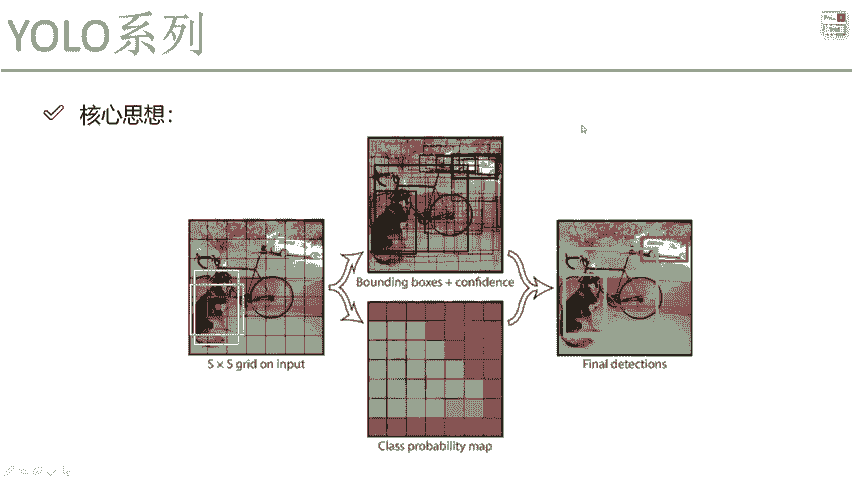 YOLO系列
核心思想：
Bounding boxes + confidence
S × S grid on input
Final detections
Class probability map